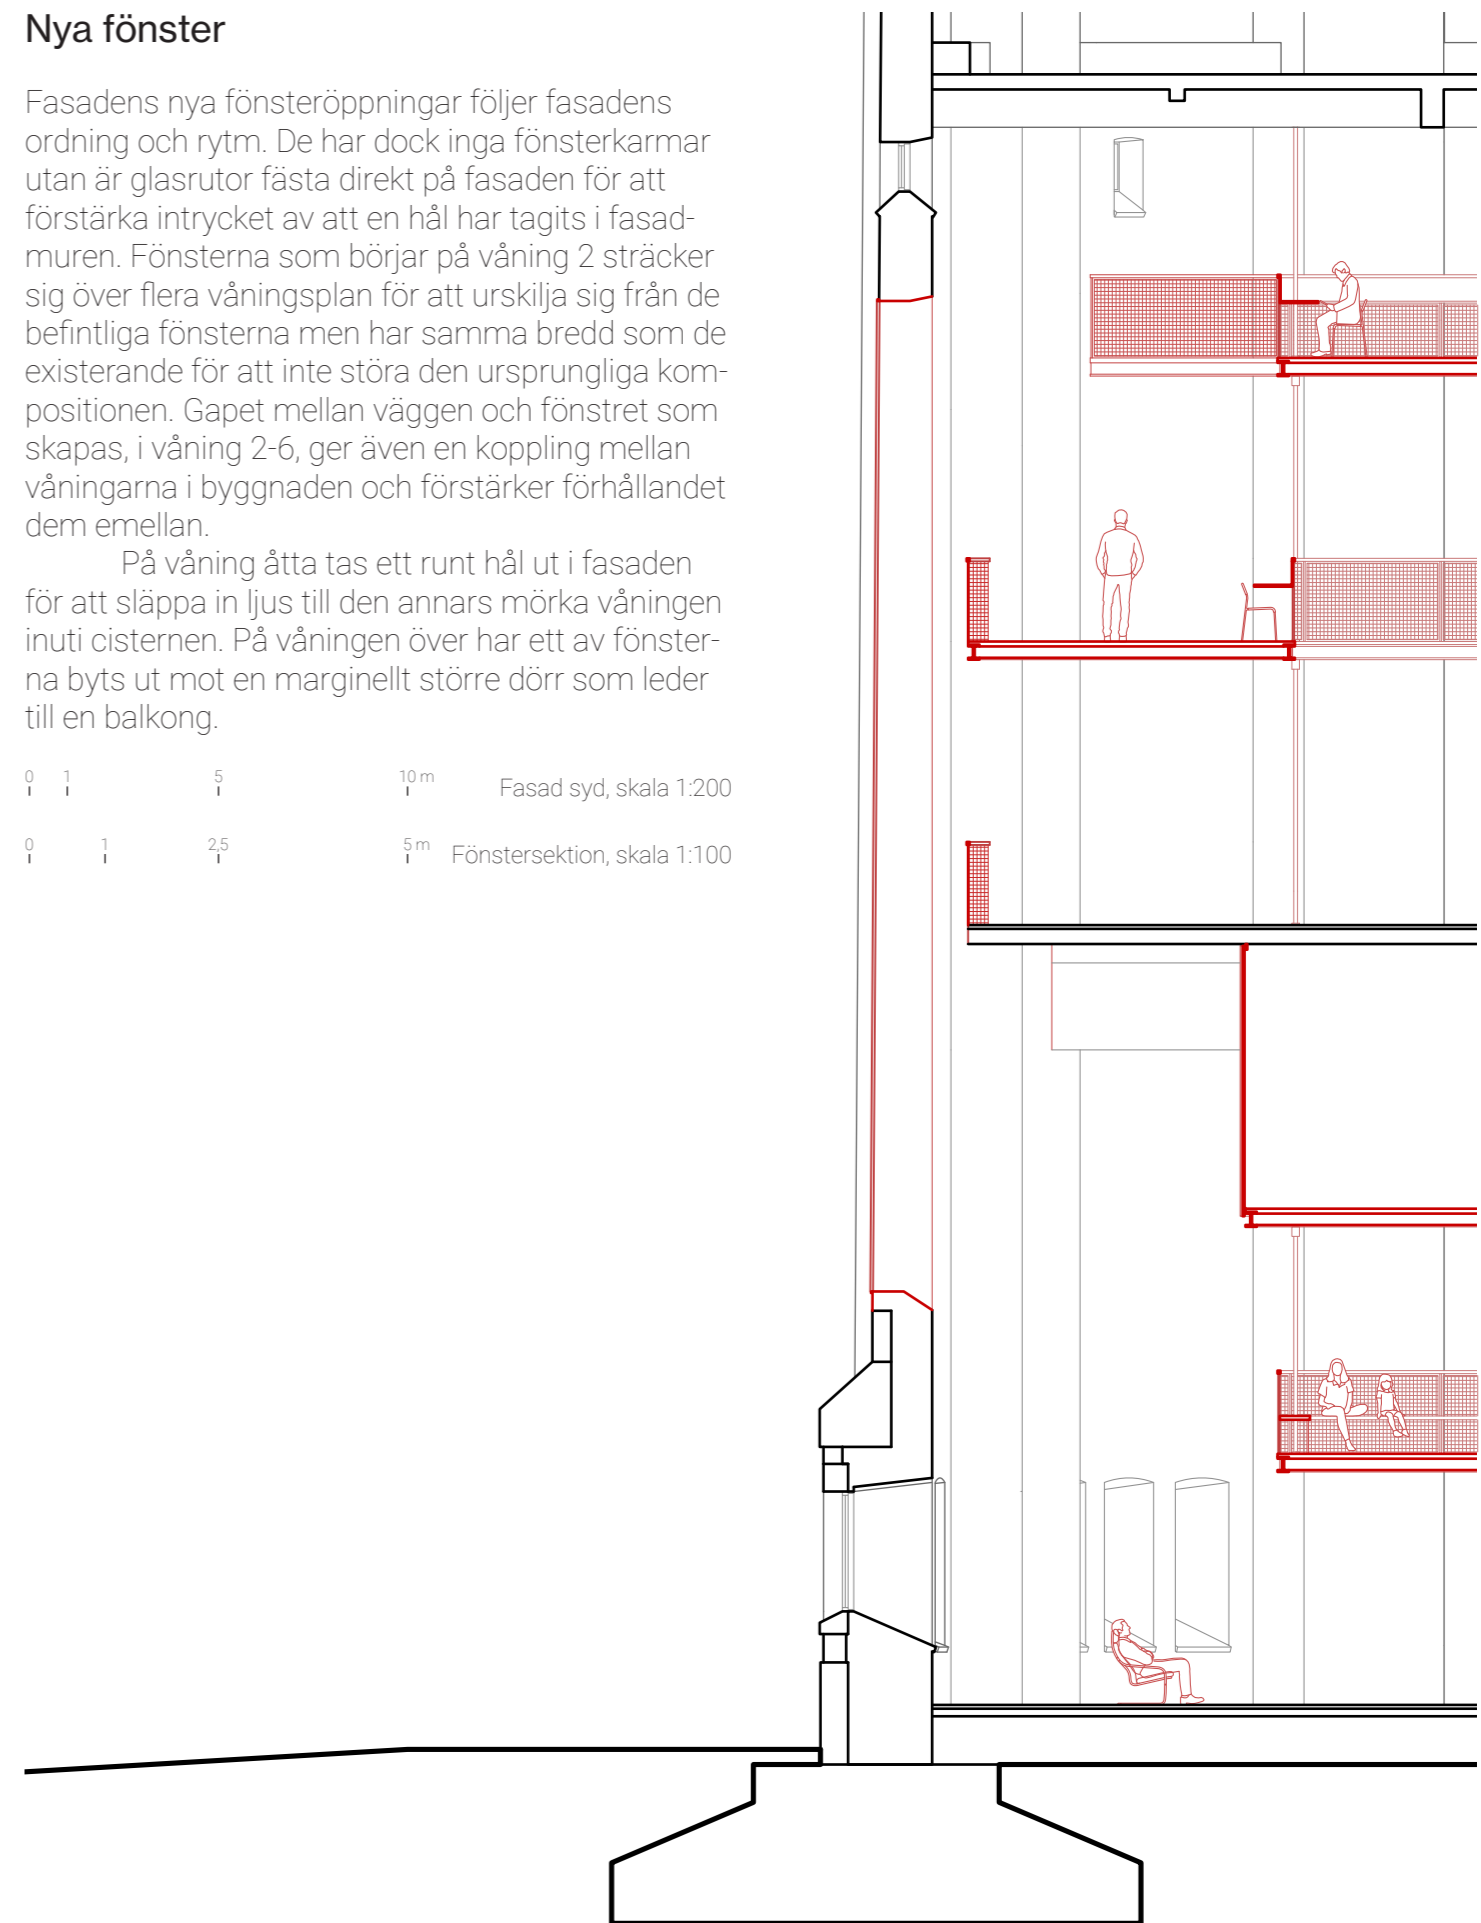 Nya fönster
Fasadens nya fönsteröppningar följer fasadens
ordning och rytm. De har dock inga fönsterkarmar
utan är glasrutor fästa direkt på fasaden för att
förstärka intrycket av att en hål har tagits i fasad-
muren. Fönsterna som börjar på våning 2 sträcker
sig över flera våningsplan för att urskilja sig från de
befintliga fönsterna men har samma bredd som de
existerande för att inte störa den ursprungliga kom-
positionen. Gapet mellan väggen och fönstret som
skapas, i våning 2-6, ger även en koppling mellan
våningarna i byggnaden och förstärker förhållandet
dem emellan.
På våning åtta tas ett runt hål ut i fasaden
för att släppa in ljus till den annars mörka våningen
inuti cisternen. På våningen över har ett av fönster-
na byts ut mot en marginellt större dörr som leder
till en balkong.
0 1 5 10 m Fasad syd, skala 1:200
0 1 2,5 5 m Fönstersektion, skala 1:100